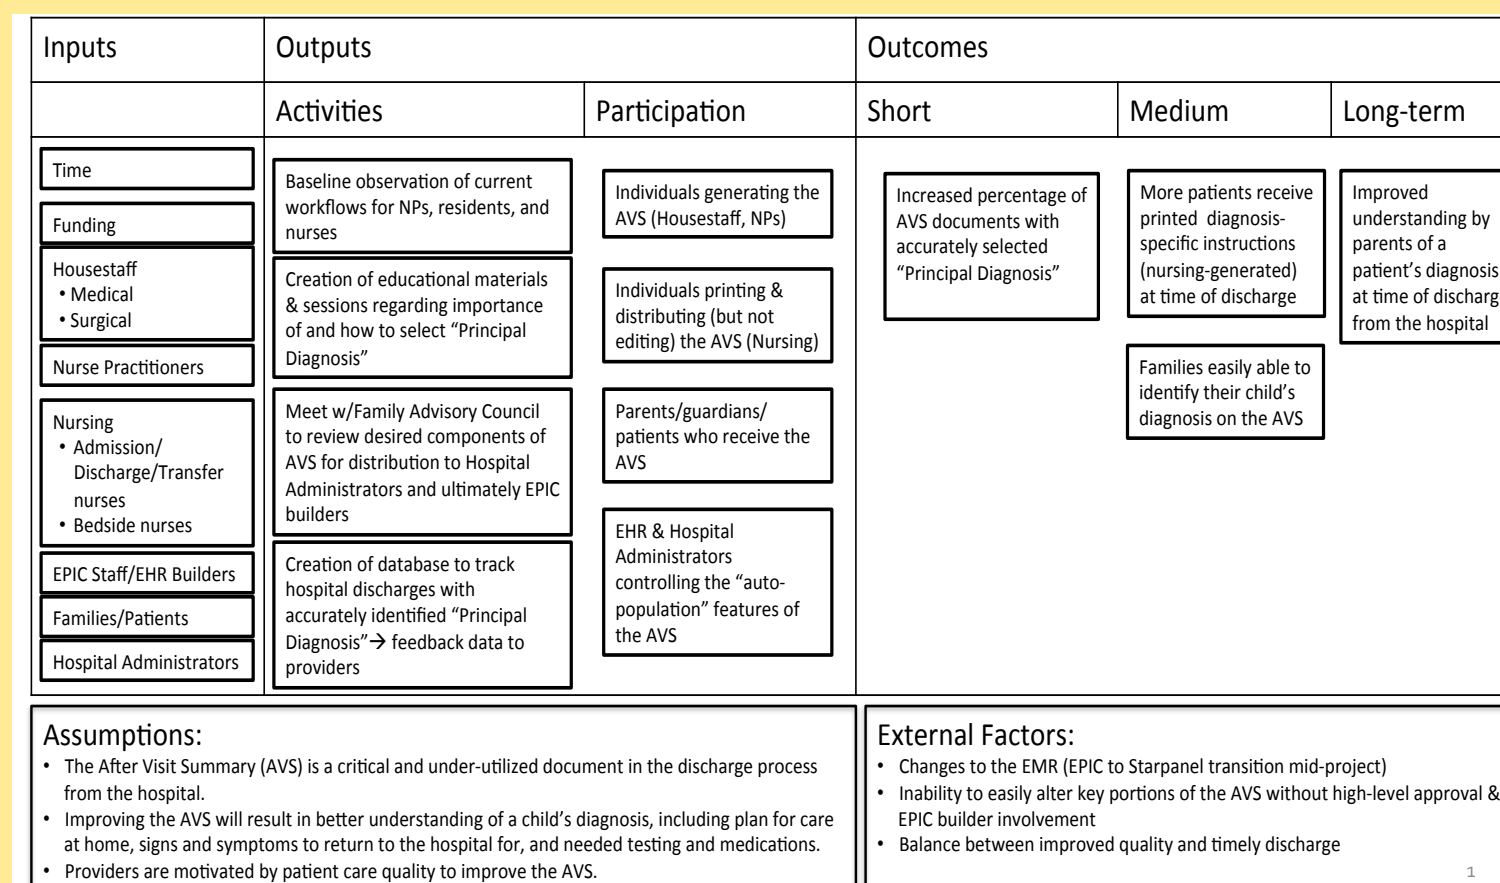 Inputs
Outputs
Outcomes
Activities
Participation
Short
Medium
Long-term
Time
Funding
Housestaff
• Medical
• Surgical
Nurse Practitioners
Nursing
• Admission/
Discharge/Transfer
nurses
• Bedside nurses
EPIC Staff/EHR Builders
Families/Patients
Hospital Administrators
Baseline observation of current
workflows for NPs, residents, and
nurses
Creation of educational materials
& sessions regarding importance
of and how to select “Principal
Diagnosis”
Meet w/Family Advisory Council
to review desired components of
AVS for distribution to Hospital
Administrators and ultimately EPIC
builders
Creation of database to track
hospital discharges with
accurately identified “Principal
Diagnosis”→ feedback data to
providers
Individuals generating the
AVS (Housestaff, NPs)
Individuals printing &
distributing (but not
editing) the AVS (Nursing)
Parents/guardians/
patients who receive the
AVS
EHR & Hospital
Administrators
controlling the “auto-
population” features of
the AVS
Increased percentage of
AVS documents with
accurately selected
“Principal Diagnosis”
More patients receive
printed diagnosis-
specific instructions
(nursing-generated)
at time of discharge
Families easily able to
identify their child’s
diagnosis on the AVS
Improved
understanding by
parents of a
patient’s diagnosis
at time of discharg
from the hospital
Assumptions:
• The After Visit Summary (AVS) is a critical and under-utilized document in the discharge process
from the hospital.
• Improving the AVS will result in better understanding of a child’s diagnosis, including plan for care
at home, signs and symptoms to return to the hospital for, and needed testing and medications.
• Providers are motivated by patient care quality to improve the AVS.
External Factors:
• Changes to the EMR (EPIC to Starpanel transition mid-project)
• Inability to easily alter key portions of the AVS without high-level approval &
EPIC builder involvement
• Balance between improved quality and timely discharge
1